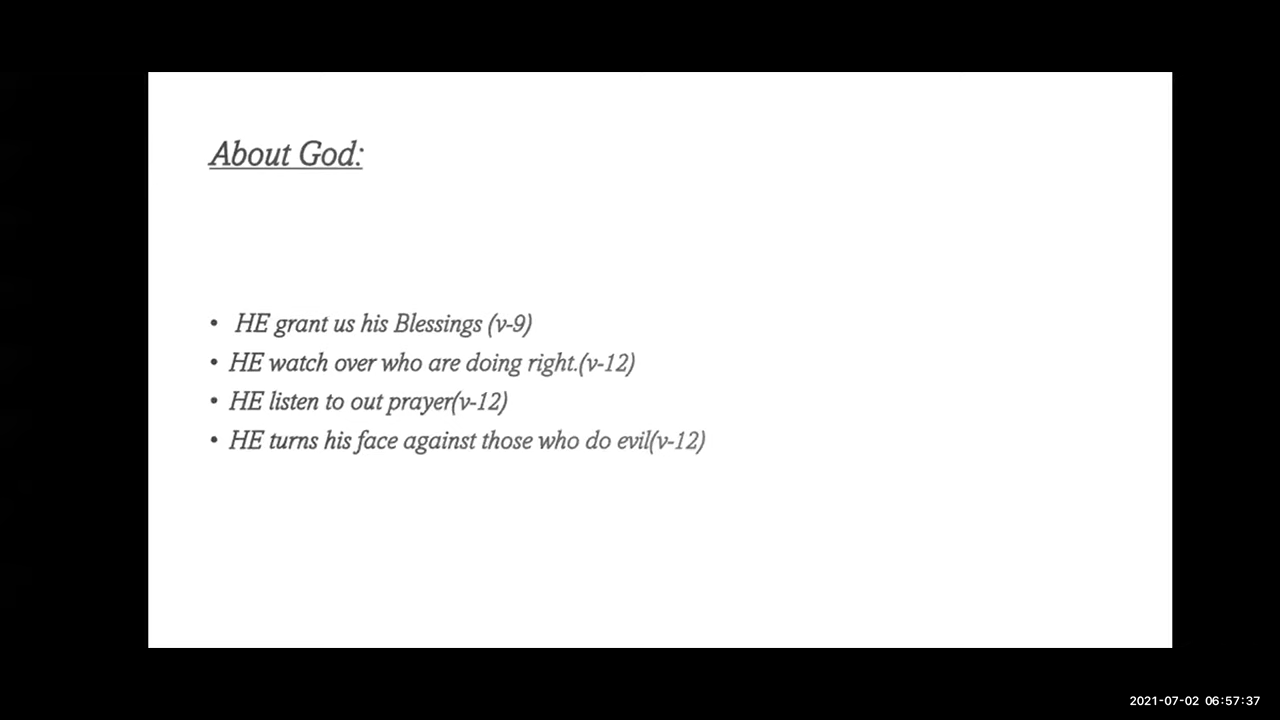 About God:
• HE grant us his Blessings (v-9)
• HE watch over who are doing right.(v-12)
• HE listen to out prayer(v-12)
• HE turns his face against those who do evil(v-12)
2021-07-02 06:57:37